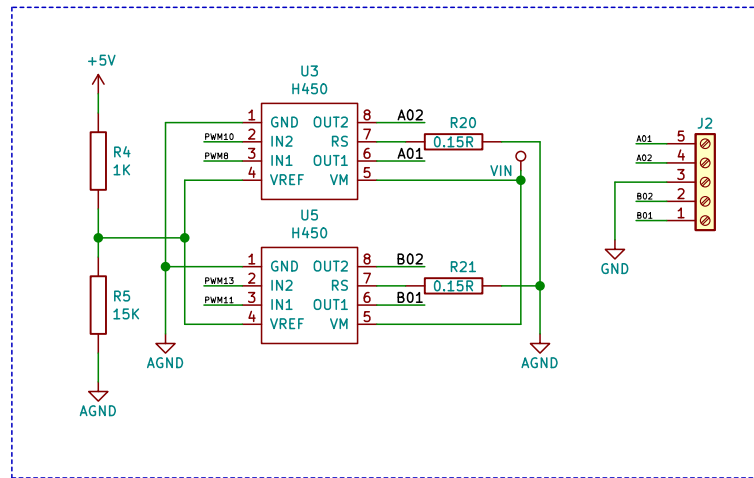 +5V
R4
1K
R5
15K
AGND
U3
H450
1 GND OUT2 8 A02
PWM10 2 IN2 RS 7
PWM8 3 IN1 OUT1 6 A01
4 VREF VM 5
R20
0.15R
VIN
U5
H450
1 GND OUT2 8 B02
PWM13 2 IN2 RS 7
PWM11 3 IN1 OUT1 6 B01
4 VREF VM 5
R21
0.15R
AGND
AGND
J2
A01 5
A02 4
3
B02 2
B01 1
GND